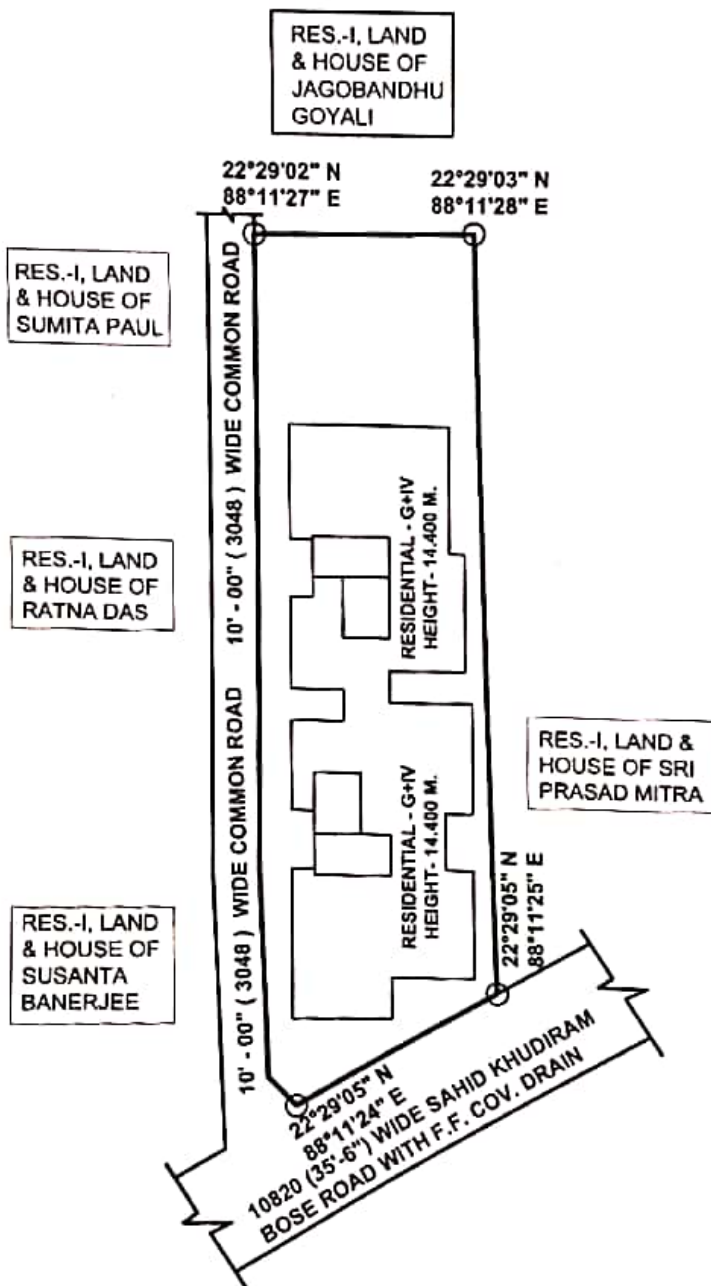 RES.-I, LAND
& HOUSE OF
JAGOBANDHU
GOYALI
22°29'02" N
88°11'27" E
22°29'03" N
88°11'28" E
RES.-I, LAND
& HOUSE OF
SUMITA PAUL
10' - 00" ( 3048 ) WIDE COMMON ROAD
RESIDENTIAL - G+IV
HEIGHT- 14.400 M.
RES.-I, LAND
& HOUSE OF
RATNA DAS
RES.-I, LAND &
HOUSE OF SRI
PRASAD MITRA
10' - 00" ( 3048 ) WIDE COMMON ROAD
RESIDENTIAL - G+IV
HEIGHT- 14.400 M.
RES.-I, LAND
& HOUSE OF
SUSANTA
BANERJEE
22°29'05" N
88°11'25" E
22°29'05" N
88°11'24" E
10820 (35'-6") WIDE SAHID KHUDIRAM
BOSE ROAD WITH F.F. COV. DRAIN